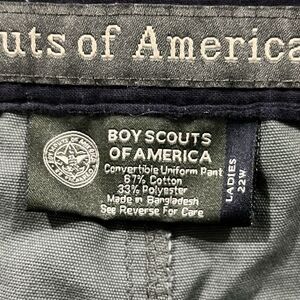 outs of America
BOY SCOUTS
OF AMERICA
Convertible Uniform Pant
67% Cotton
33% Polyester
Made in Bangladesh
See Reverse For Care
LADIES
22W